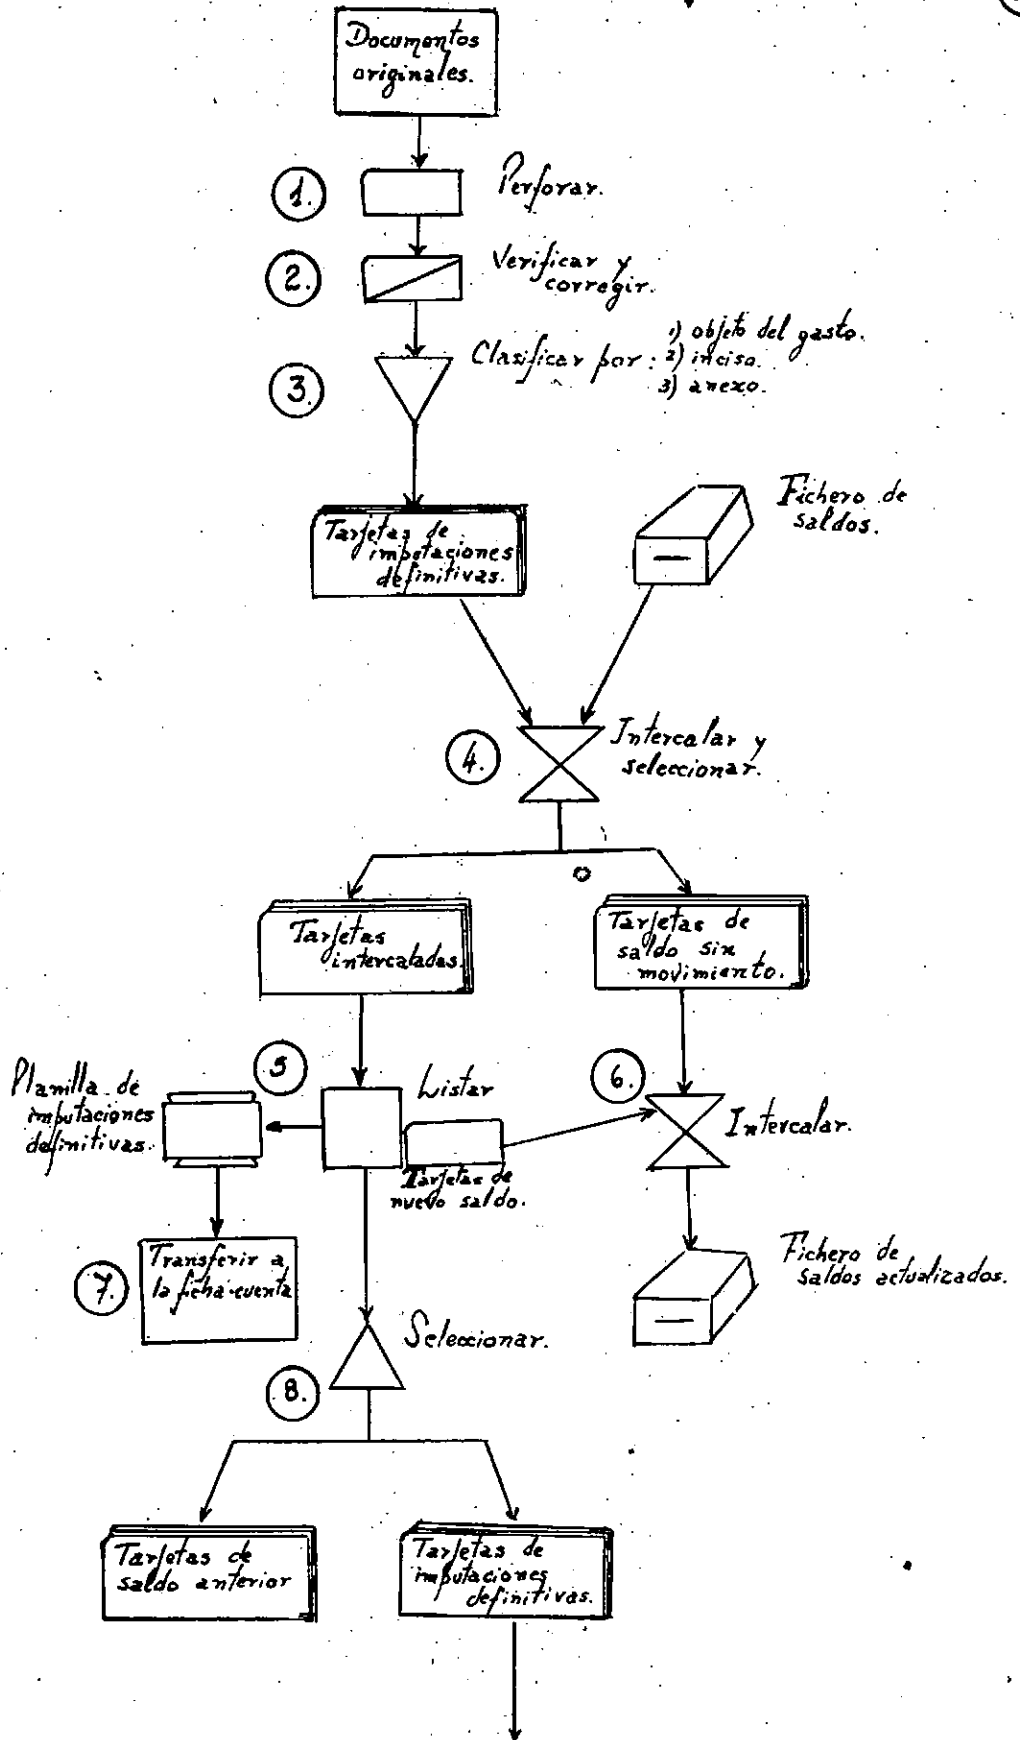 Documentos
originales.
1.
Perforar.
2.
Verificar y
corregir.
3.
Clasificar por:
1) objeto del gasto.
2) inciso.
3) anexo.
Tarjetas de
imputaciones
definitivas.
Fichero de
saldos.
4.
Intercalar y
seleccionar.
Tarjetas
intercaladas.
Tarjetas de
saldo sin
movimiento.
5
Listar
Planilla de
imputaciones
definitivas.
Tarjetas de
nuevo saldo.
6.
Intercalar.
7.
Transferir a
la ficha-cuenta
Fichero de
saldos actualizados.
8.
Seleccionar.
Tarjetas de
saldo anterior
Tarjetas de
imputaciones
definitivas.